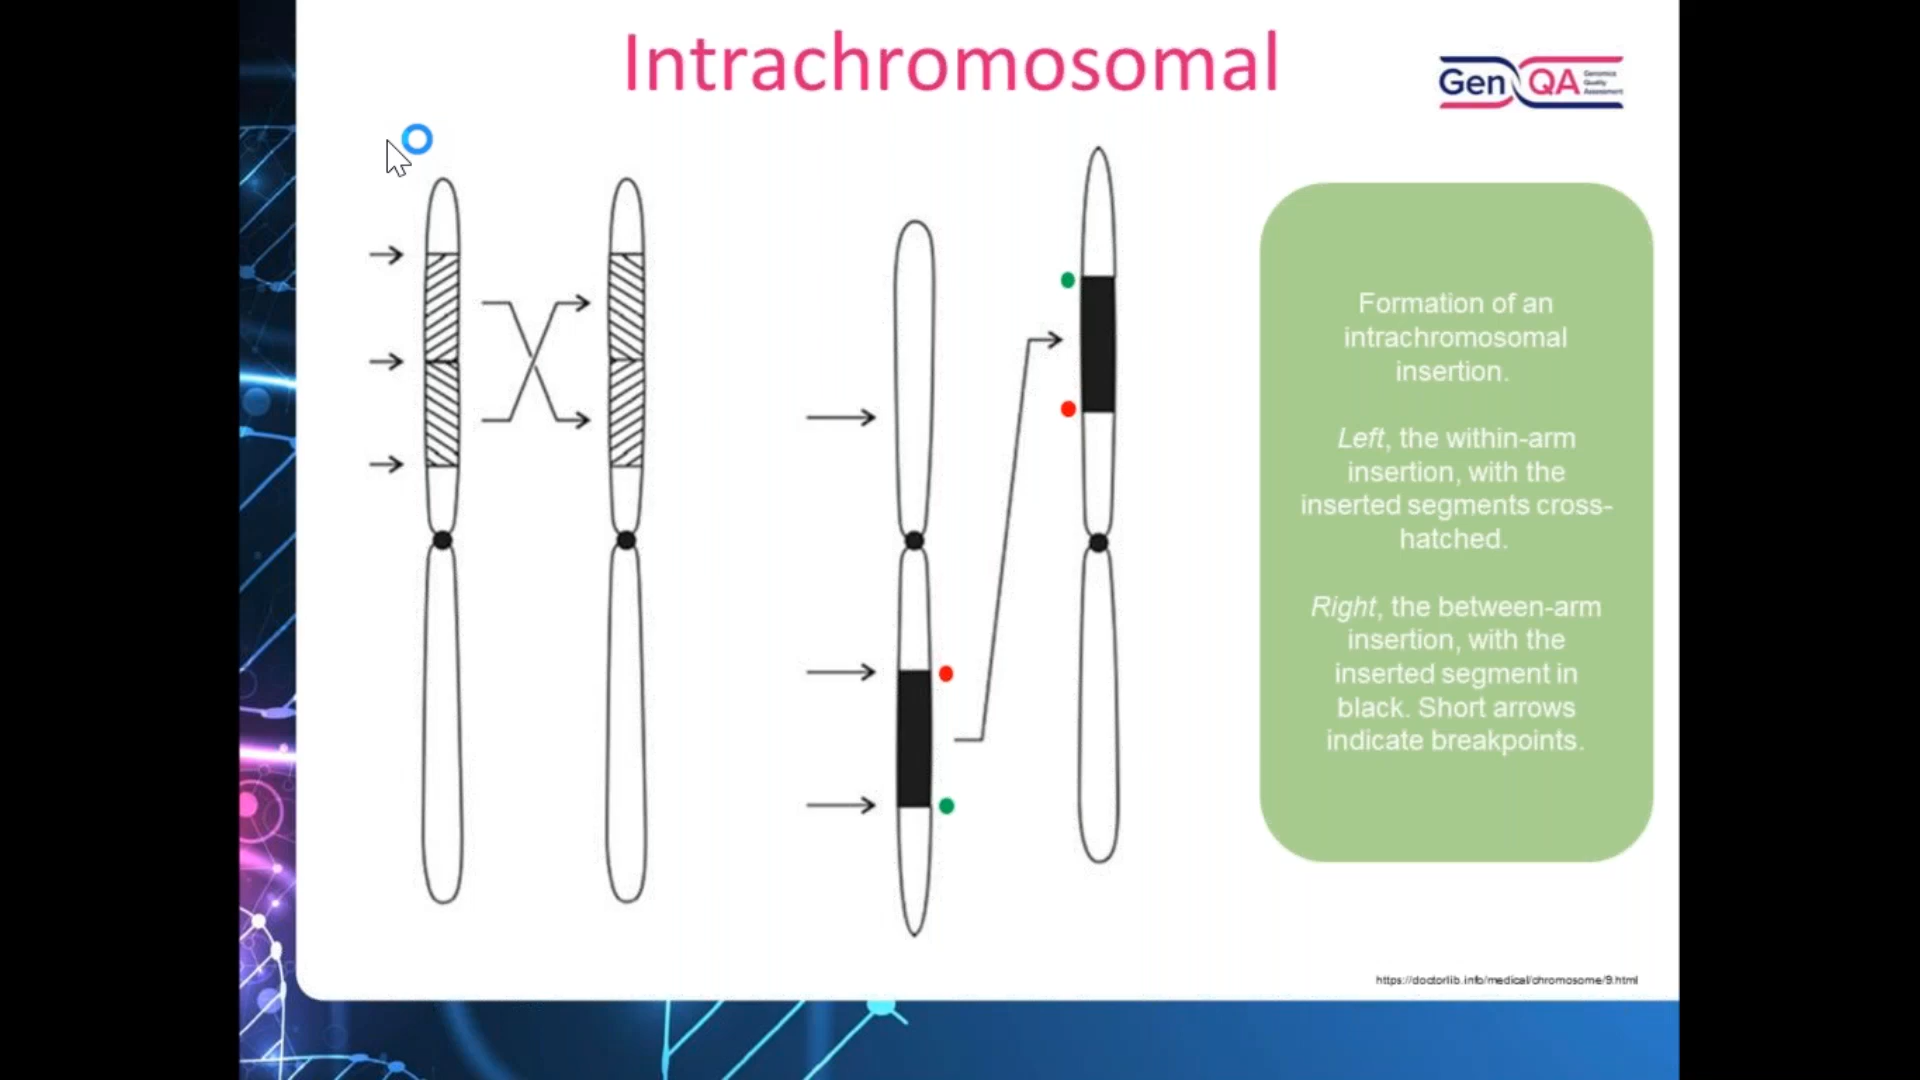 Intrachromosomal
Gen QA
Genomics
Quality
Assessment
Formation of an
intrachromosomal
insertion.
Left, the within-arm
insertion, with the
inserted segments cross-
hatched.
Right, the between-arm
insertion, with the
inserted segment in
black. Short arrows
indicate breakpoints.
https://doctorlib.info/medical/chromosome/9.html